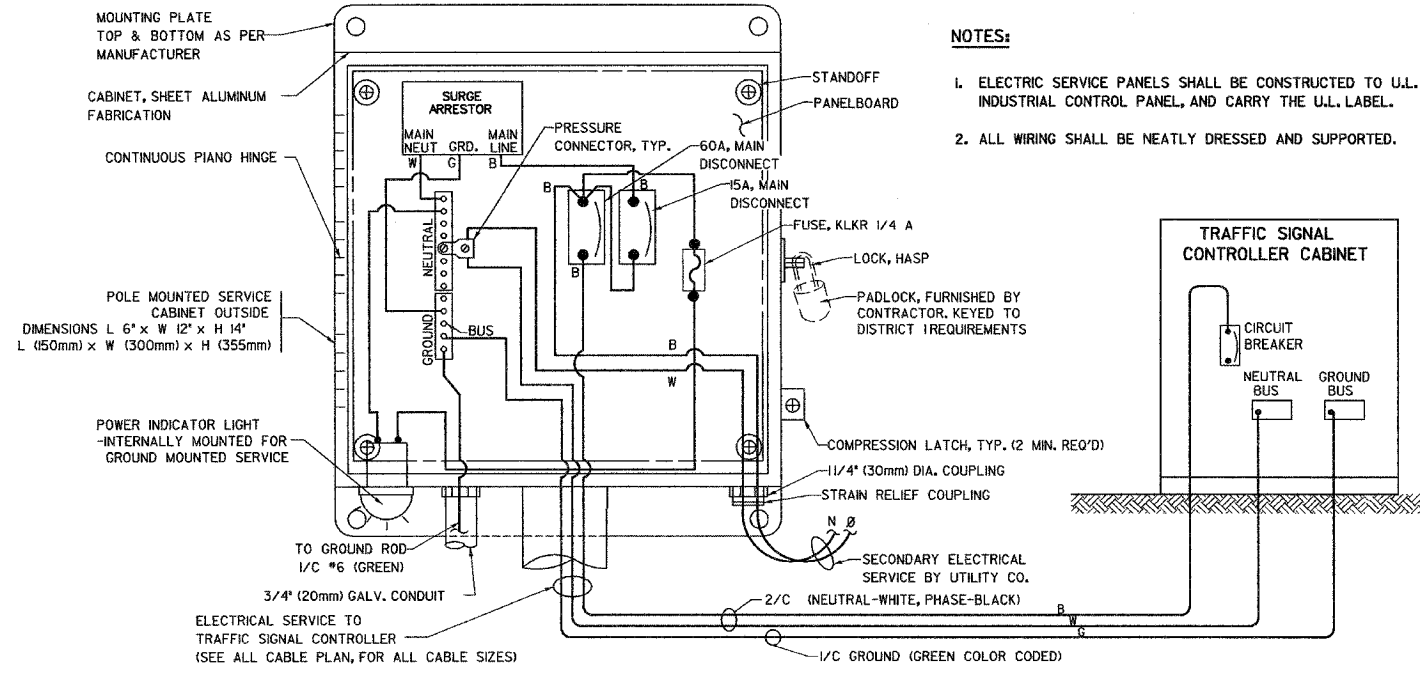 MOUNTING PLATE
TOP & BOTTOM AS PER
MANUFACTURER
CABINET, SHEET ALUMINUM
FABRICATION
CONTINUOUS PIANO HINGE
POLE MOUNTED SERVICE
CABINET OUTSIDE
DIMENSIONS L 6" x W 12" x H 14"
L (150mm) x W (300mm) x H (355mm)
POWER INDICATOR LIGHT
-INTERNALLY MOUNTED FOR
GROUND MOUNTED SERVICE
SURGE
ARRESTOR
MAIN
NEUT
GRD.
MAIN
LINE
W
G
B
PRESSURE
CONNECTOR, TYP.
STANDOFF
PANELBOARD
60A, MAIN
DISCONNECT
15A, MAIN
DISCONNECT
FUSE, KLKR 1/4 A
B
B
B
NEUTRAL
GROUND
BUS
B
W
LOCK, HASP
PADLOCK, FURNISHED BY
CONTRACTOR. KEYED TO
DISTRICT 1 REQUIREMENTS
COMPRESSION LATCH, TYP. (2 MIN. REQ'D)
1 1/4" (30mm) DIA. COUPLING
STRAIN RELIEF COUPLING
N Ø
SECONDARY ELECTRICAL
SERVICE BY UTILITY CO.
TO GROUND ROD
1/C #6 (GREEN)
3/4" (20mm) GALV. CONDUIT
ELECTRICAL SERVICE TO
TRAFFIC SIGNAL CONTROLLER
(SEE ALL CABLE PLAN, FOR ALL CABLE SIZES)
2/C (NEUTRAL-WHITE, PHASE-BLACK)
B
W
G
1/C GROUND (GREEN COLOR CODED)
NOTES:
1. ELECTRIC SERVICE PANELS SHALL BE CONSTRUCTED TO U.L.
INDUSTRIAL CONTROL PANEL, AND CARRY THE U.L. LABEL.
2. ALL WIRING SHALL BE NEATLY DRESSED AND SUPPORTED.
TRAFFIC SIGNAL
CONTROLLER CABINET
CIRCUIT
BREAKER
NEUTRAL
BUS
GROUND
BUS